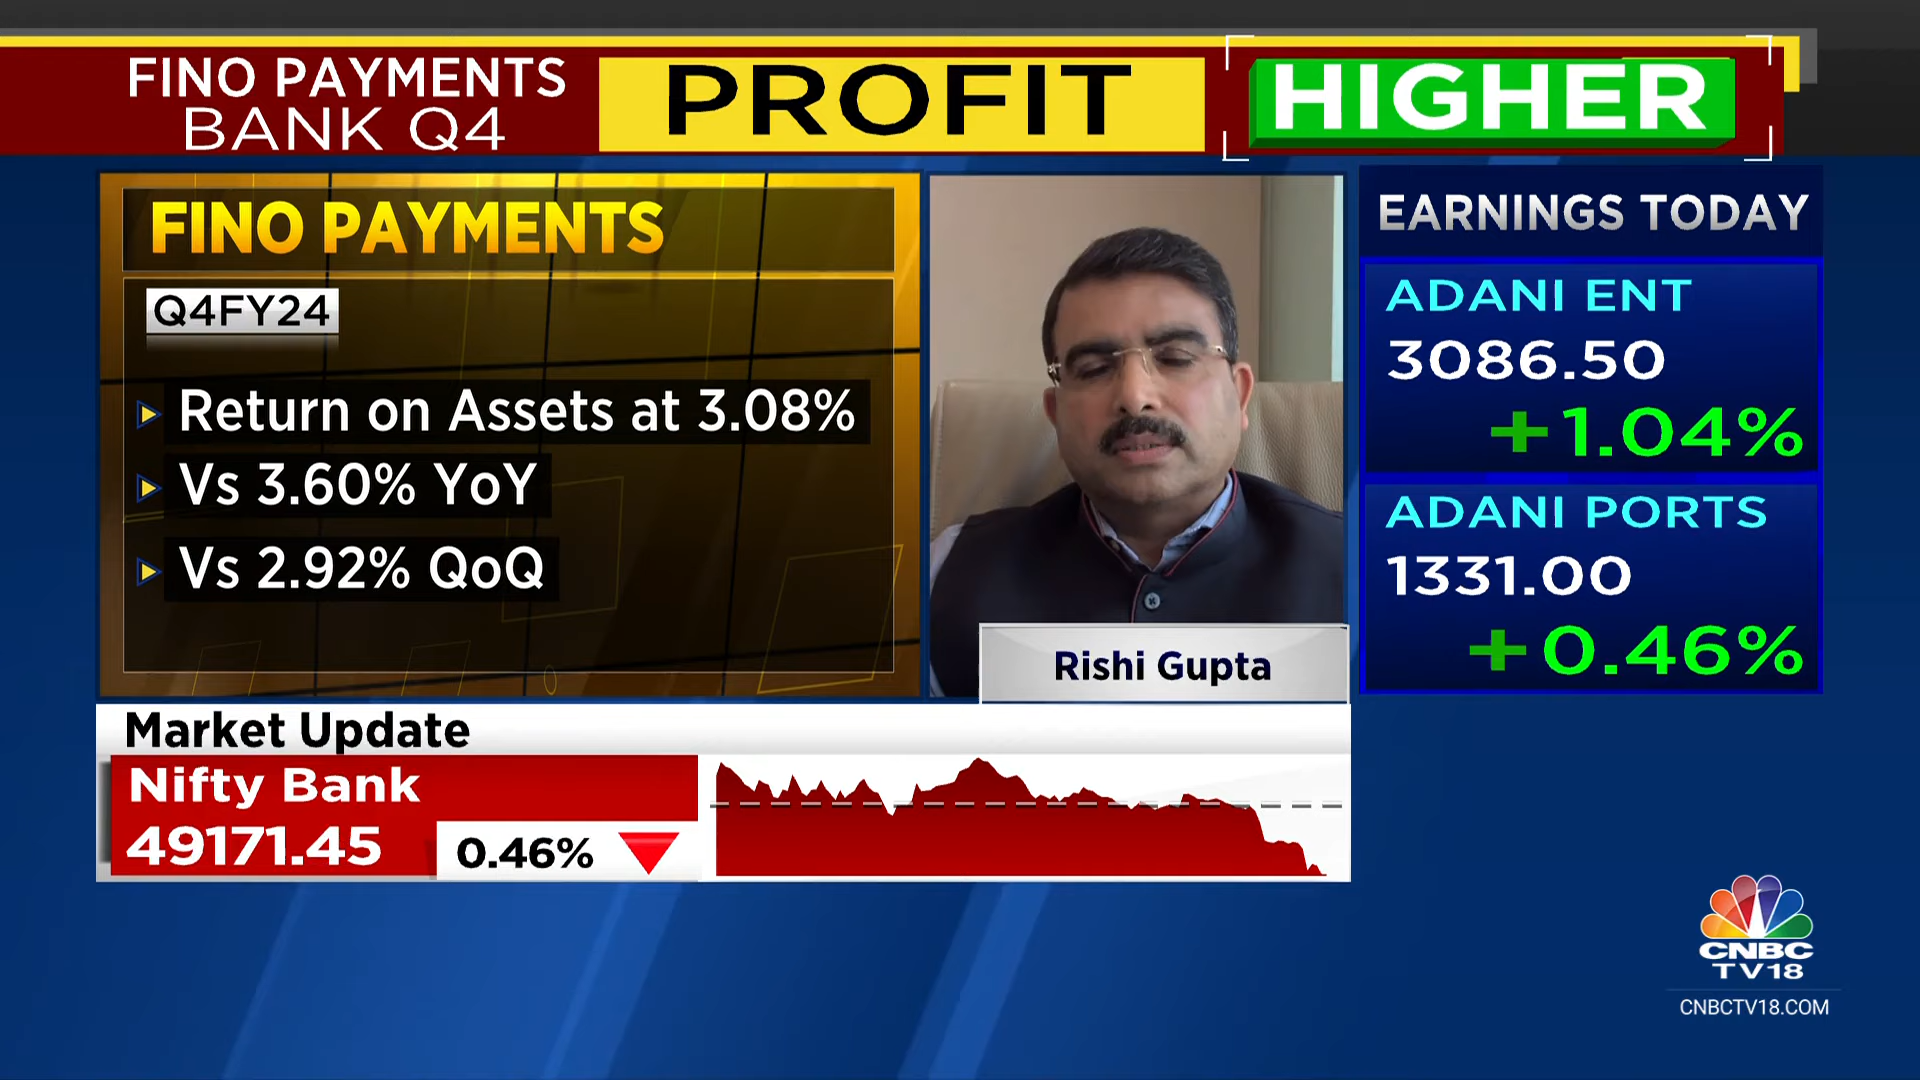 FINO PAYMENTS
BANK Q4
PROFIT
HIGHER
FINO PAYMENTS
Q4FY24
Return on Assets at 3.08%
Vs 3.60% YoY
Vs 2.92% QoQ
Rishi Gupta
EARNINGS TODAY
ADANI ENT
3086.50
+1.04%
ADANI PORTS
1331.00
+0.46%
Market Update
Nifty Bank
49171.45
0.46%
CNBC
TV18
CNBCTV18.COM